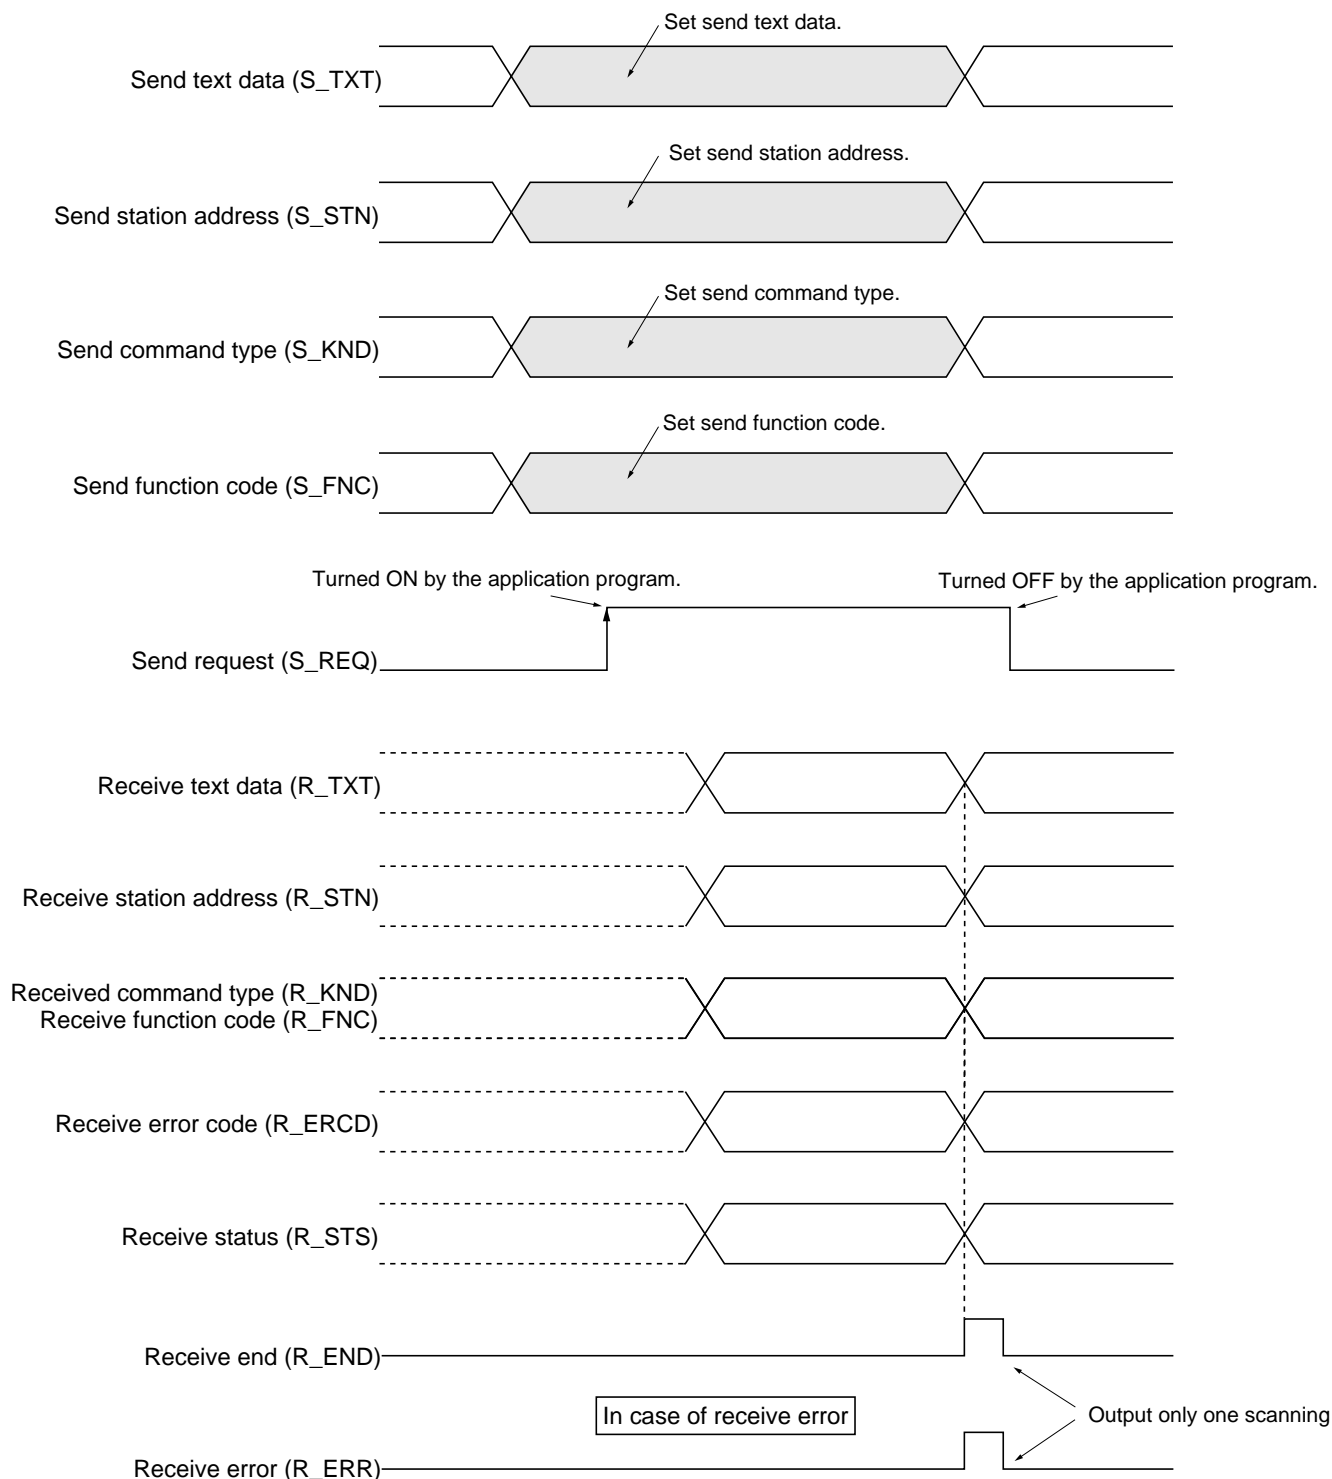 Set send text data.
Send text data (S_TXT)
Set send station address.
Send station address (S_STN)
Set send command type.
Send command type (S_KND)
Set send function code.
Send function code (S_FNC)
Turned ON by the application program.
Turned OFF by the application program.
Send request (S_REQ)
Receive text data (R_TXT)
Receive station address (R_STN)
Received command type (R_KND)
Receive function code (R_FNC)
Receive error code (R_ERCD)
Receive status (R_STS)
Receive end (R_END)
In case of receive error
Output only one scanning
Receive error (R_ERR)